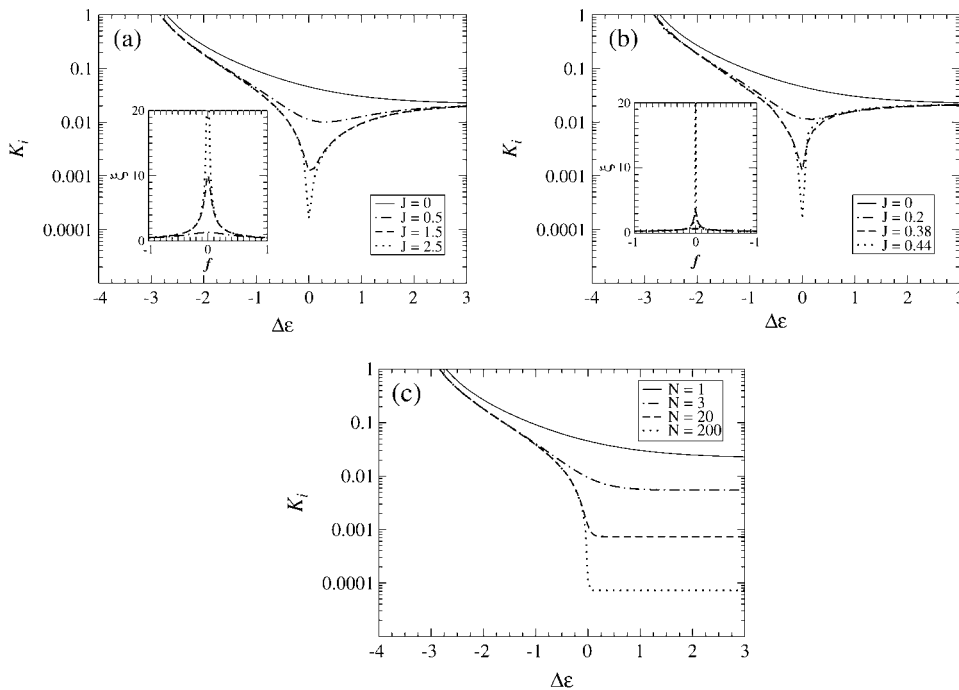 (a)
1
0.1
0.01
0.001
0.0001
K_i
-4 -3 -2 -1 0 1 2 3
Δε
20
10
0
ξ
-1 0 1
f
J = 0
J = 0.5
J = 1.5
J = 2.5
(b)
1
0.1
0.01
0.001
0.0001
K_i
-4 -3 -2 -1 0 1 2 3
Δε
20
10
0
ξ
-1 0 -1
f
J = 0
J = 0.2
J = 0.38
J = 0.44
(c)
1
0.1
0.01
0.001
0.0001
K_i
-4 -3 -2 -1 0 1 2 3
Δε
N = 1
N = 3
N = 20
N = 200